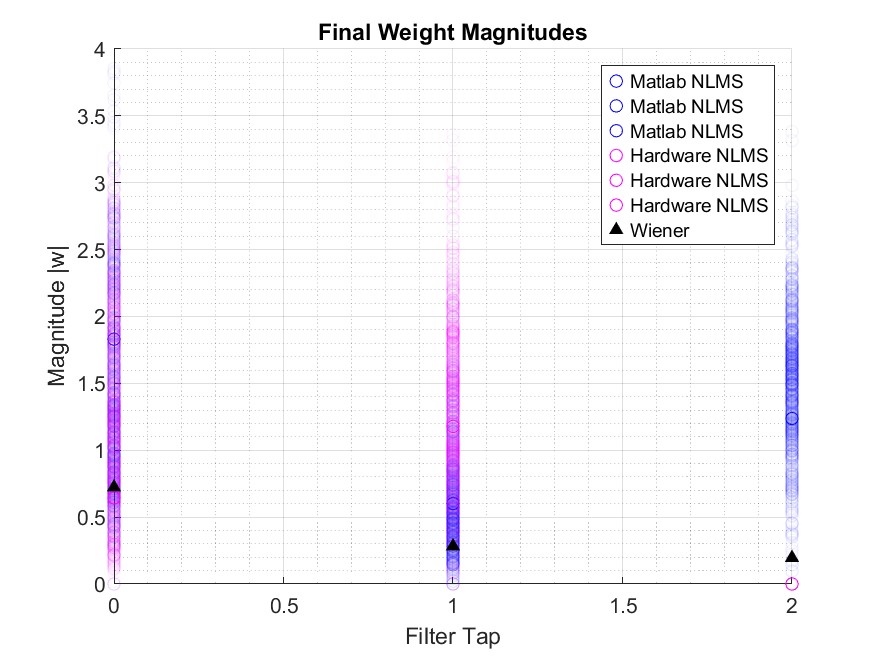 Final Weight Magnitudes
4
3.5
3
2.5
2
1.5
1
0.5
0
Magnitude |w|
Matlab NLMS
Matlab NLMS
Matlab NLMS
Hardware NLMS
Hardware NLMS
Hardware NLMS
Wiener
0 0.5 1 1.5 2
Filter Tap